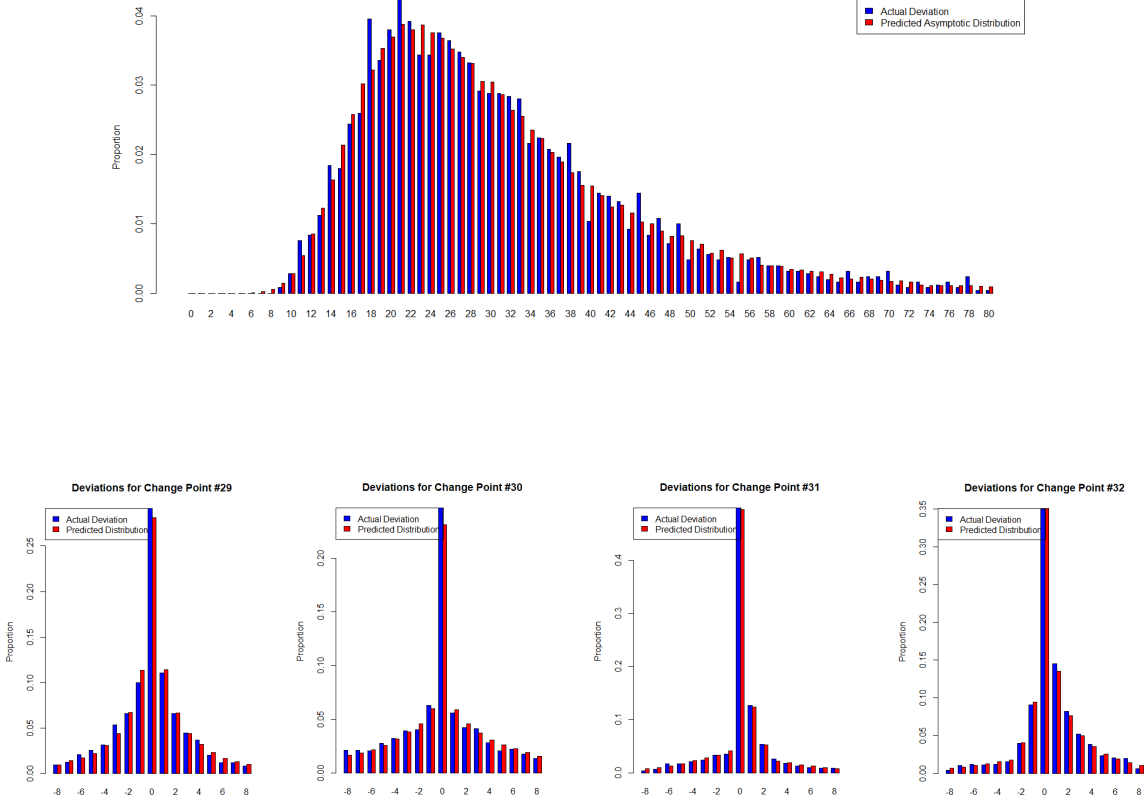 Actual Deviation
Predicted Asymptotic Distribution
Proportion
0.00 0.01 0.02 0.03 0.04
0 2 4 6 8 10 12 14 16 18 20 22 24 26 28 30 32 34 36 38 40 42 44 46 48 50 52 54 56 58 60 62 64 66 68 70 72 74 76 78 80
Deviations for Change Point #29
Actual Deviation
Predicted Distribution
Proportion
0.00 0.05 0.10 0.15 0.20 0.25
-8 -6 -4 -2 0 2 4 6 8
Deviations for Change Point #30
Actual Deviation
Predicted Distribution
Proportion
0.00 0.05 0.10 0.15 0.20
-8 -6 -4 -2 0 2 4 6 8
Deviations for Change Point #31
Actual Deviation
Predicted Distribution
Proportion
0.0 0.1 0.2 0.3 0.4
-8 -6 -4 -2 0 2 4 6 8
Deviations for Change Point #32
Actual Deviation
Predicted Distribution
Proportion
0.00 0.05 0.10 0.15 0.20 0.25 0.30 0.35
-8 -6 -4 -2 0 2 4 6 8